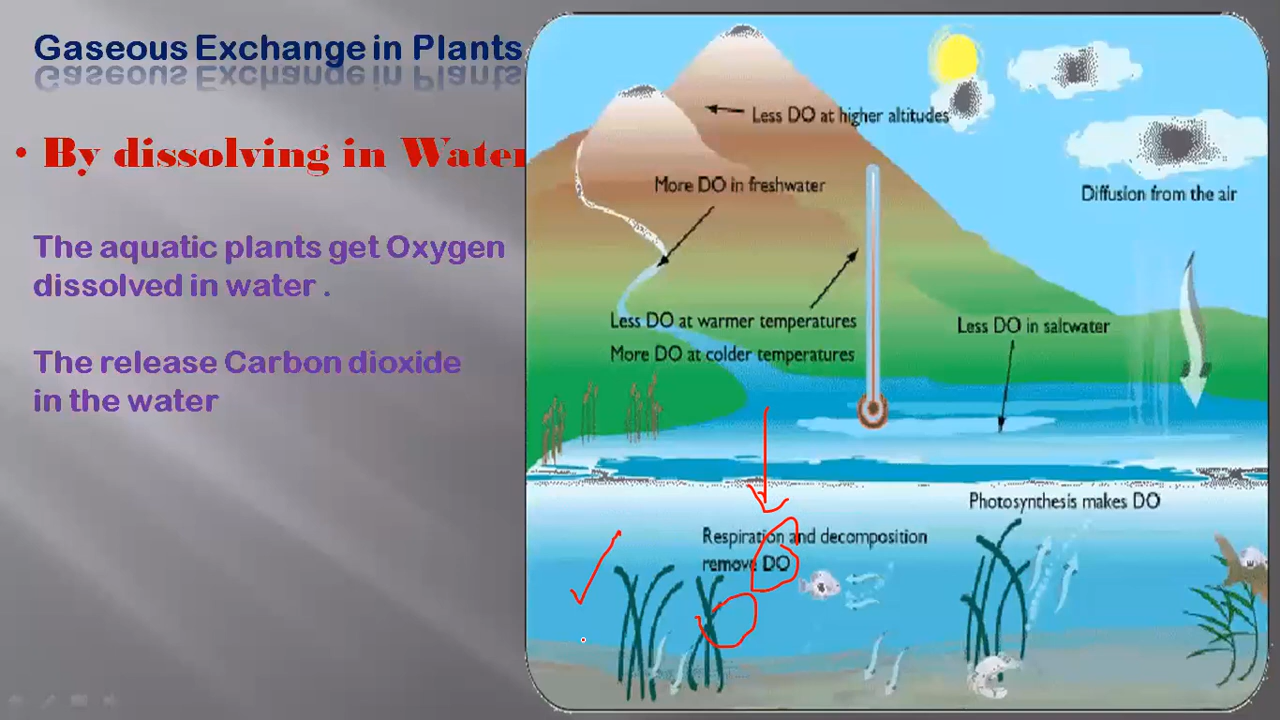 Gaseous Exchange in Plants
• By dissolving in Water
The aquatic plants get Oxygen
dissolved in water .
The release Carbon dioxide
in the water
Less DO at higher altitudes
More DO in freshwater
Diffusion from the air
Less DO at warmer temperatures
More DO at colder temperatures
Less DO in saltwater
Photosynthesis makes DO
Respiration and decomposition
remove DO